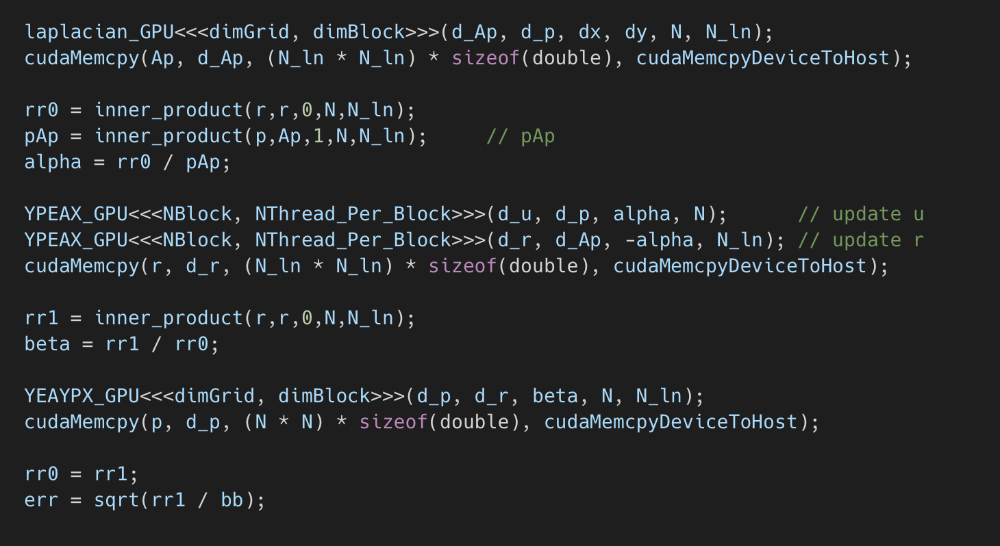 laplacian_GPU<<<dimGrid, dimBlock>>>(d_Ap, d_p, dx, dy, N, N_ln);
cudaMemcpy(Ap, d_Ap, (N_ln * N_ln) * sizeof(double), cudaMemcpyDeviceToHost);
rr0 = inner_product(r,r,0,N,N_ln);
pAp = inner_product(p,Ap,1,N,N_ln);     // pAp
alpha = rr0 / pAp;
YPEAX_GPU<<<NBlock, NThread_Per_Block>>>(d_u, d_p, alpha, N);      // update u
YPEAX_GPU<<<NBlock, NThread_Per_Block>>>(d_r, d_Ap, -alpha, N_ln); // update r
cudaMemcpy(r, d_r, (N_ln * N_ln) * sizeof(double), cudaMemcpyDeviceToHost);
rr1 = inner_product(r,r,0,N,N_ln);
beta = rr1 / rr0;
YEAYPX_GPU<<<dimGrid, dimBlock>>>(d_p, d_r, beta, N, N_ln);
cudaMemcpy(p, d_p, (N * N) * sizeof(double), cudaMemcpyDeviceToHost);
rr0 = rr1;
err = sqrt(rr1 / bb);